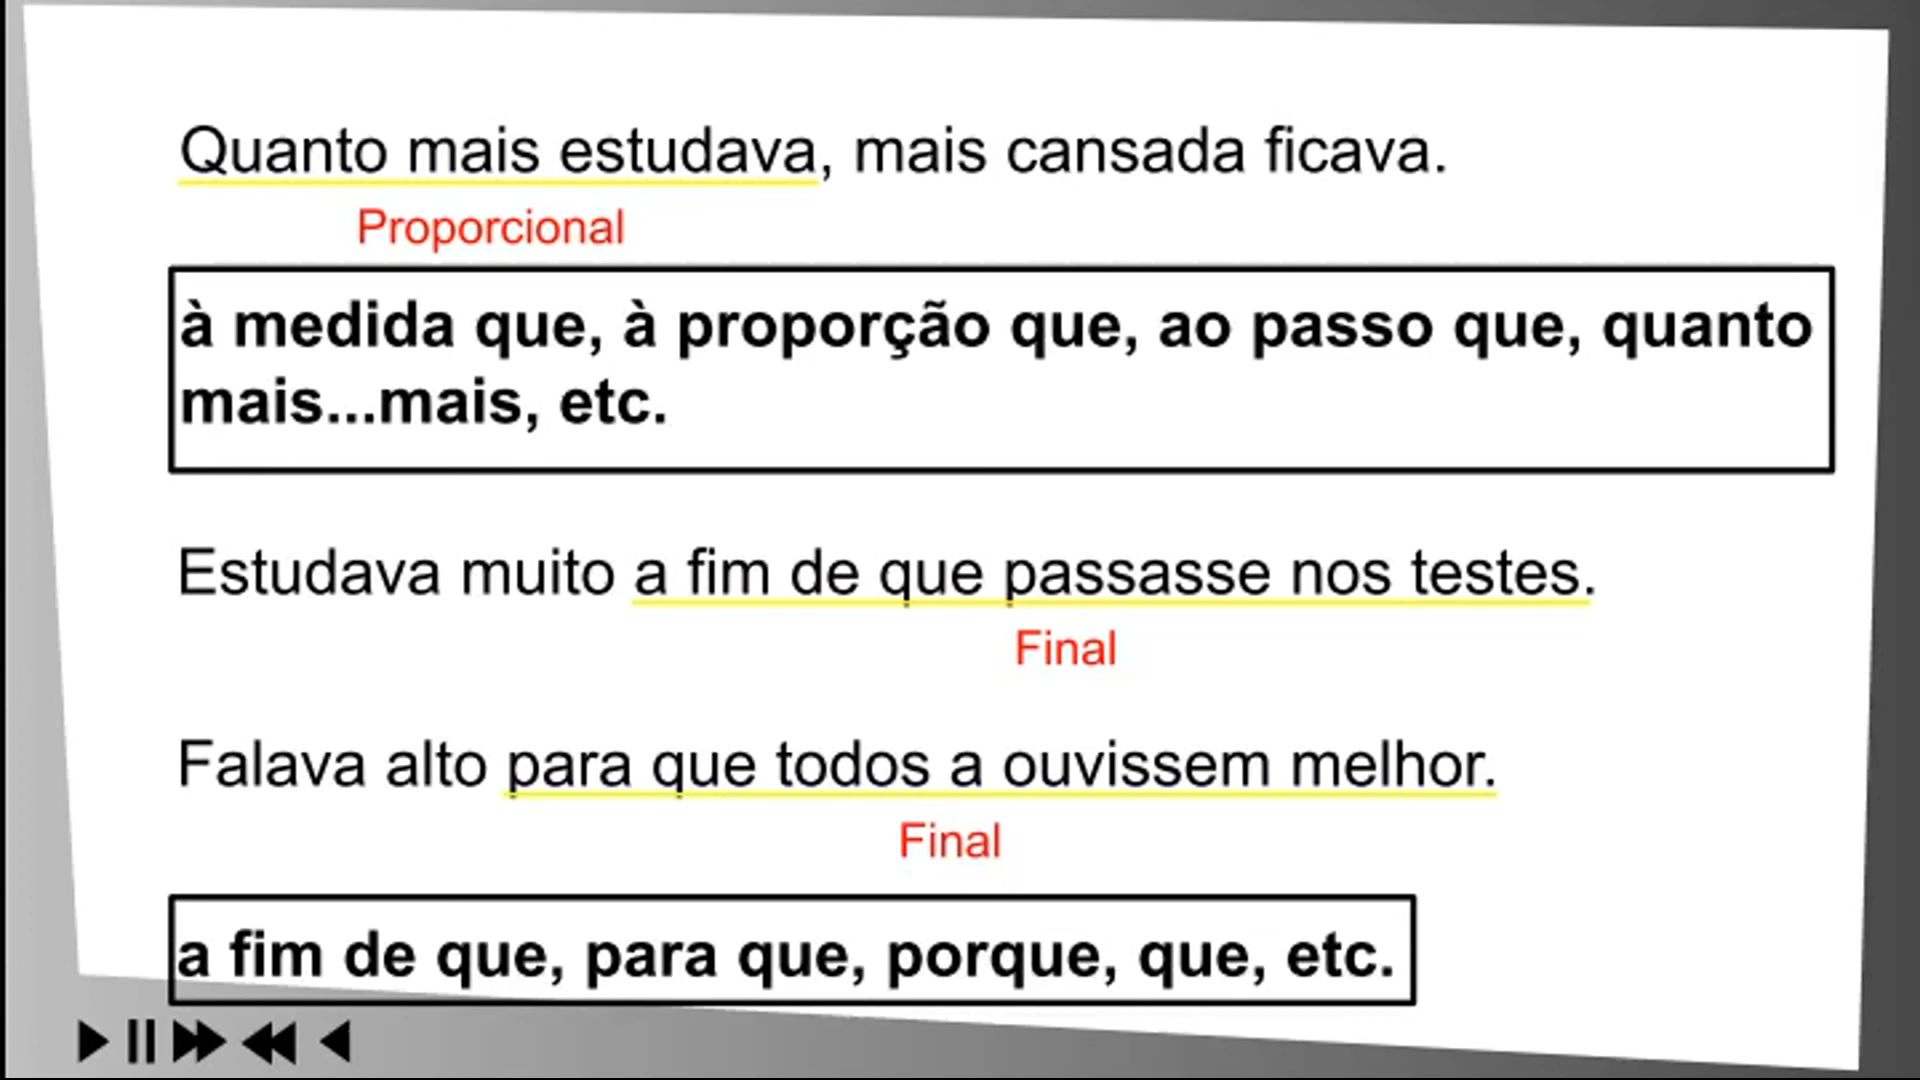 Quanto mais estudava, mais cansada ficava.
Proporcional
à medida que, à proporção que, ao passo que, quanto
mais...mais, etc.
Estudava muito a fim de que passasse nos testes.
Final
Falava alto para que todos a ouvissem melhor.
Final
a fim de que, para que, porque, que, etc.